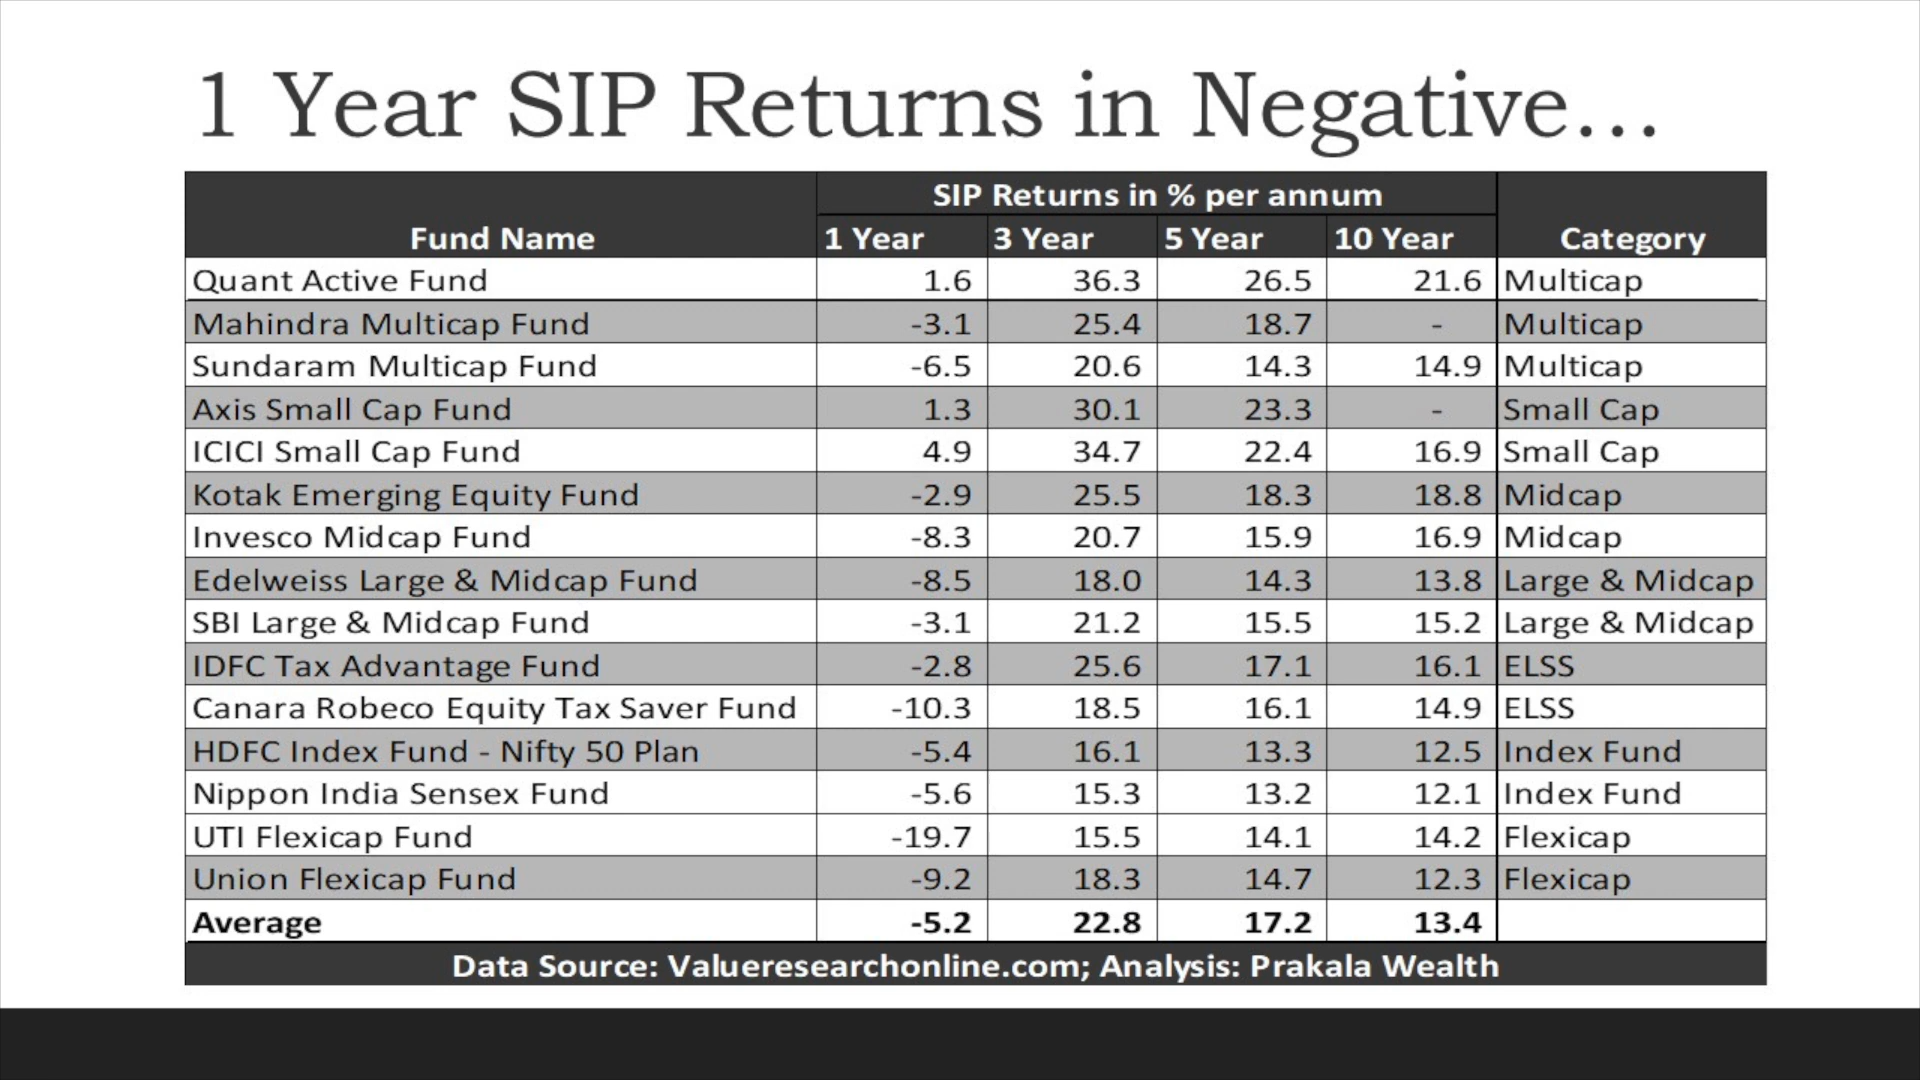 1 Year SIP Returns in Negative...
SIP Returns in % per annum
Fund Name 1 Year 3 Year 5 Year 10 Year Category
Quant Active Fund 1.6 36.3 26.5 21.6 Multicap
Mahindra Multicap Fund -3.1 25.4 18.7 - Multicap
Sundaram Multicap Fund -6.5 20.6 14.3 14.9 Multicap
Axis Small Cap Fund 1.3 30.1 23.3 - Small Cap
ICICI Small Cap Fund 4.9 34.7 22.4 16.9 Small Cap
Kotak Emerging Equity Fund -2.9 25.5 18.3 18.8 Midcap
Invesco Midcap Fund -8.3 20.7 15.9 16.9 Midcap
Edelweiss Large & Midcap Fund -8.5 18.0 14.3 13.8 Large & Midcap
SBI Large & Midcap Fund -3.1 21.2 15.5 15.2 Large & Midcap
IDFC Tax Advantage Fund -2.8 25.6 17.1 16.1 ELSS
Canara Robeco Equity Tax Saver Fund -10.3 18.5 16.1 14.9 ELSS
HDFC Index Fund - Nifty 50 Plan -5.4 16.1 13.3 12.5 Index Fund
Nippon India Sensex Fund -5.6 15.3 13.2 12.1 Index Fund
UTI Flexicap Fund -19.7 15.5 14.1 14.2 Flexicap
Union Flexicap Fund -9.2 18.3 14.7 12.3 Flexicap
Average -5.2 22.8 17.2 13.4
Data Source: Valueresearchonline.com; Analysis: Prakala Wealth